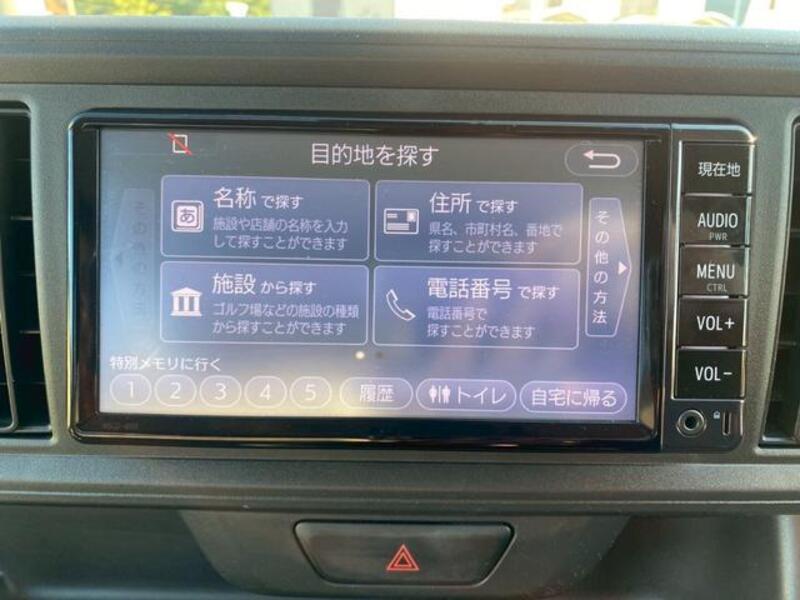 目的地を探す
あ
名称 で探す
施設や店舗の名称を入力
して探すことができます
住所 で探す
県名、市町村名、番地で
探すことができます
施設 から探す
ゴルフ場などの施設の種類
から探すことができます
電話番号 で探す
電話番号で
探すことができます
その他の方法
特別メモリに行く
1 2 3 4 5 履歴 トイレ 自宅に帰る
現在地
AUDIO
PWR
MENU
CTRL
VOL+
VOL-